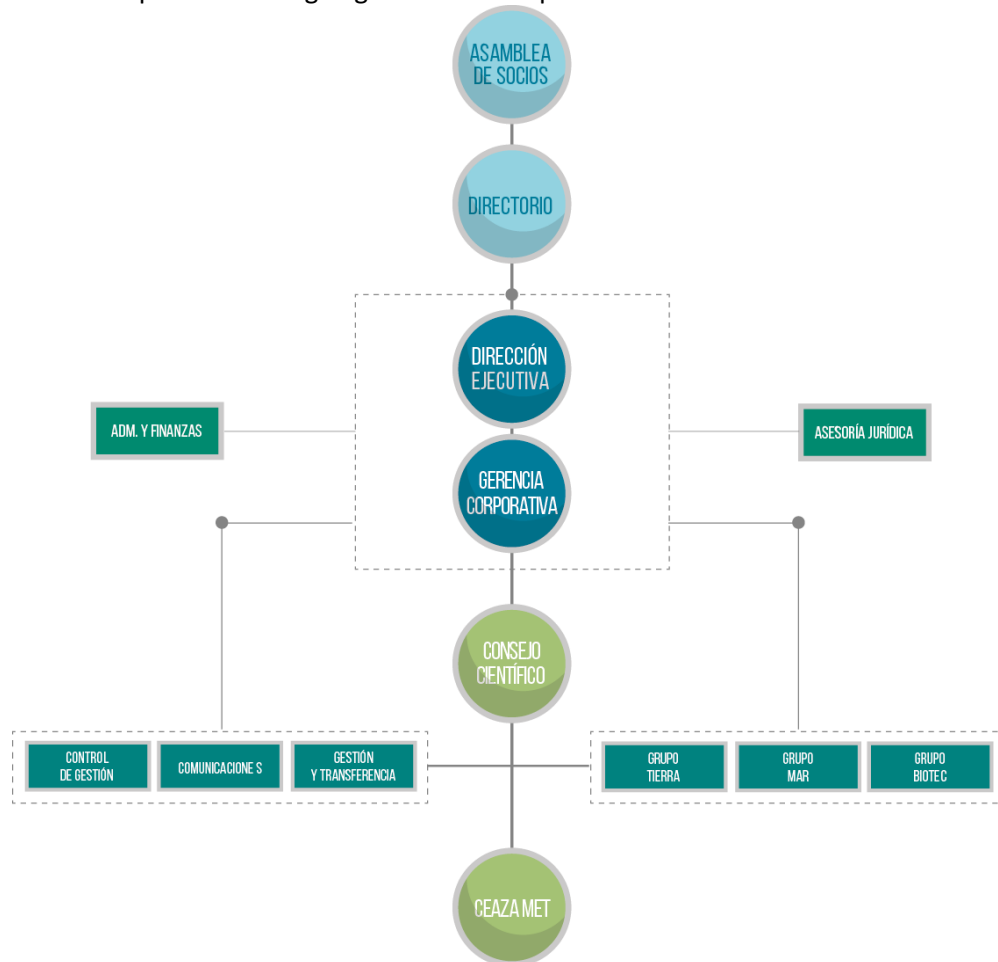 ASAMBLEA
DE SOCIOS
DIRECTORIO
DIRECCIÓN
EJECUTIVA
ADM. Y FINANZAS
ASESORÍA JURÍDICA
GERENCIA
CORPORATIVA
CONSEJO
CIENTÍFICO
CONTROL
DE GESTIÓN
COMUNICACIONE S
GESTIÓN
Y TRANSFERENCIA
GRUPO
TIERRA
GRUPO
MAR
GRUPO
BIOTEC
CEAZA MET